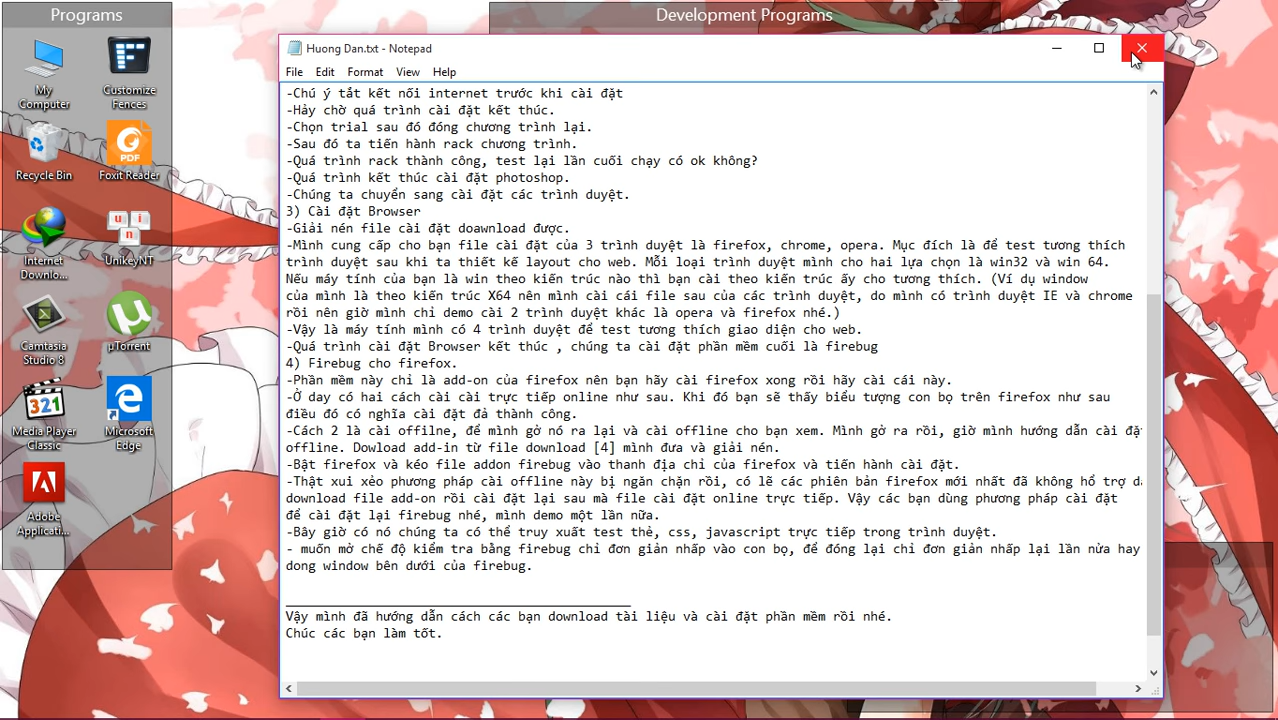 Programs
Development Programs
My Computer
Customize Fences
Recycle Bin
PDF
Foxit Reader
Internet Downlo...
u i n
UnikeyNT
Camtasia Studio 8
µTorrent
321
Media Player Classic
Microsoft Edge
Adobe Applicati...
Huong Dan.txt - Notepad
File Edit Format View Help
-Chú ý tắt kết nối internet trước khi cài đặt
-Hảy chờ quá trình cài đặt kết thúc.
-Chọn trial sau đó đóng chương trình lại.
-Sau đó ta tiến hành rack chương trình.
-Quá trình rack thành công, test lại lần cuối chạy có ok không?
-Quá trình kết thúc cài đặt photoshop.
-Chúng ta chuyển sang cài đặt các trình duyệt.
3) Cài đặt Browser
-Giải nén file cài đặt doawnload được.
-Mình cung cấp cho bạn file cài đặt của 3 trình duyệt là firefox, chrome, opera. Mục đích là để test tương thích
trình duyệt sau khi ta thiết kế layout cho web. Mỗi loại trình duyệt mình cho hai lựa chọn là win32 và win 64.
Nếu máy tính của bạn là win theo kiến trúc nào thì bạn cài theo kiến trúc ấy cho tương thích. (Ví dụ window
của mình là theo kiến trúc X64 nên mình cài cái file sau của các trình duyệt, do mình có trình duyệt IE và chrome
rồi nên giờ mình chỉ demo cài 2 trình duyệt khác là opera và firefox nhé.)
-Vậy là máy tính mình có 4 trình duyệt để test tương thích giao diện cho web.
-Quá trình cài đặt Browser kết thúc , chúng ta cài đặt phần mềm cuối là firebug
4) Firebug cho firefox.
-Phần mềm này chỉ là add-on của firefox nên bạn hãy cài firefox xong rồi hãy cài cái này.
-Ở day có hai cách cài cài trực tiếp online như sau. Khi đó bạn sẽ thấy biểu tượng con bọ trên firefox như sau
điều đó có nghĩa cài đặt đả thành công.
-Cách 2 là cài offilne, để mình gở nó ra lại và cài offline cho bạn xem. Mình gở ra rồi, giờ mình hướng dẫn cài đặ
offline. Dowload add-in từ file download [4] mình đưa và giải nén.
-Bật firefox và kéo file addon firebug vào thanh địa chỉ của firefox và tiến hành cài đặt.
-Thật xui xẻo phương pháp cài offline này bị ngăn chặn rồi, có lẽ các phiên bản firefox mới nhất đã không hổ trợ
download file add-on rồi cài đặt lại sau mà file cài đặt online trực tiếp. Vậy các bạn dùng phương pháp cài đặt
để cài đặt lại firebug nhé, mình demo một lần nữa.
-Bây giờ có nó chúng ta có thể truy xuất test thẻ, css, javascript trực tiếp trong trình duyệt.
- muốn mở chế độ kiểm tra bằng firebug chỉ đơn giản nhấp vào con bọ, để đóng lại chỉ đơn giản nhấp lại lần nửa hay
dong window bên dưới của firebug.
Vậy mình đã hướng dẫn cách các bạn download tài liệu và cài đặt phần mềm rồi nhé.
Chúc các bạn làm tốt.